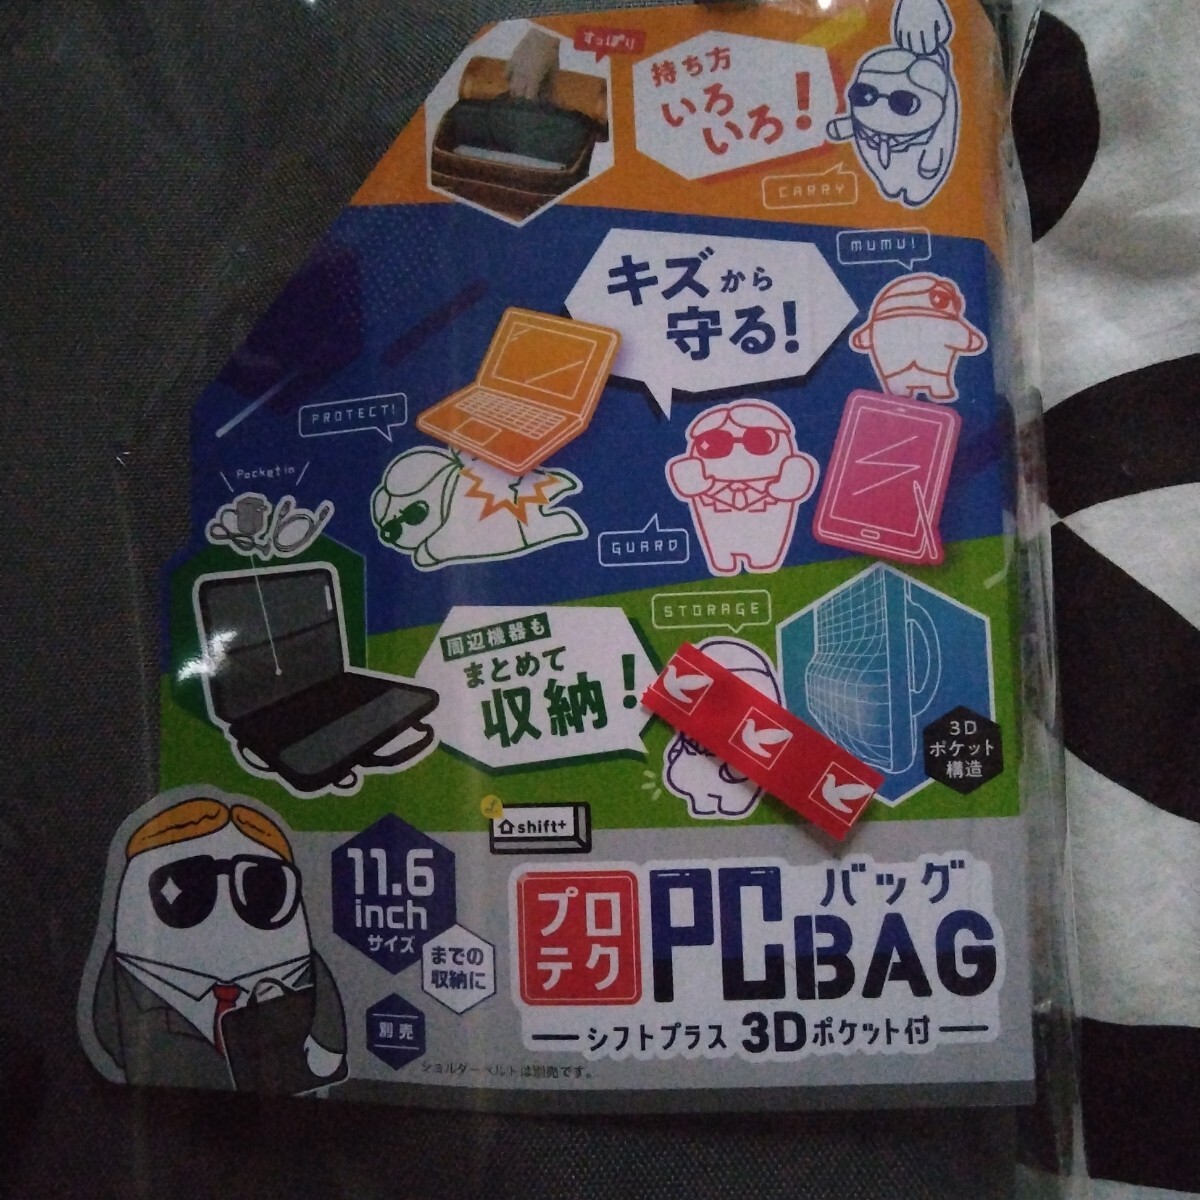 すっぽり
持ち方
いろ
いろ!
CARRY
MUMU!
キズから
守る!
PROTECT!
Pocket in
GUARD
STORAGE
周辺機器も
まとめて
収納!
3D
ポケット
構造
shift+
11.6
inch
サイズ
までの
収納に
別売
プロ
テク
PCBAG
バッグ
シフトプラス 3Dポケット付
ショルダーベルトは別売です。